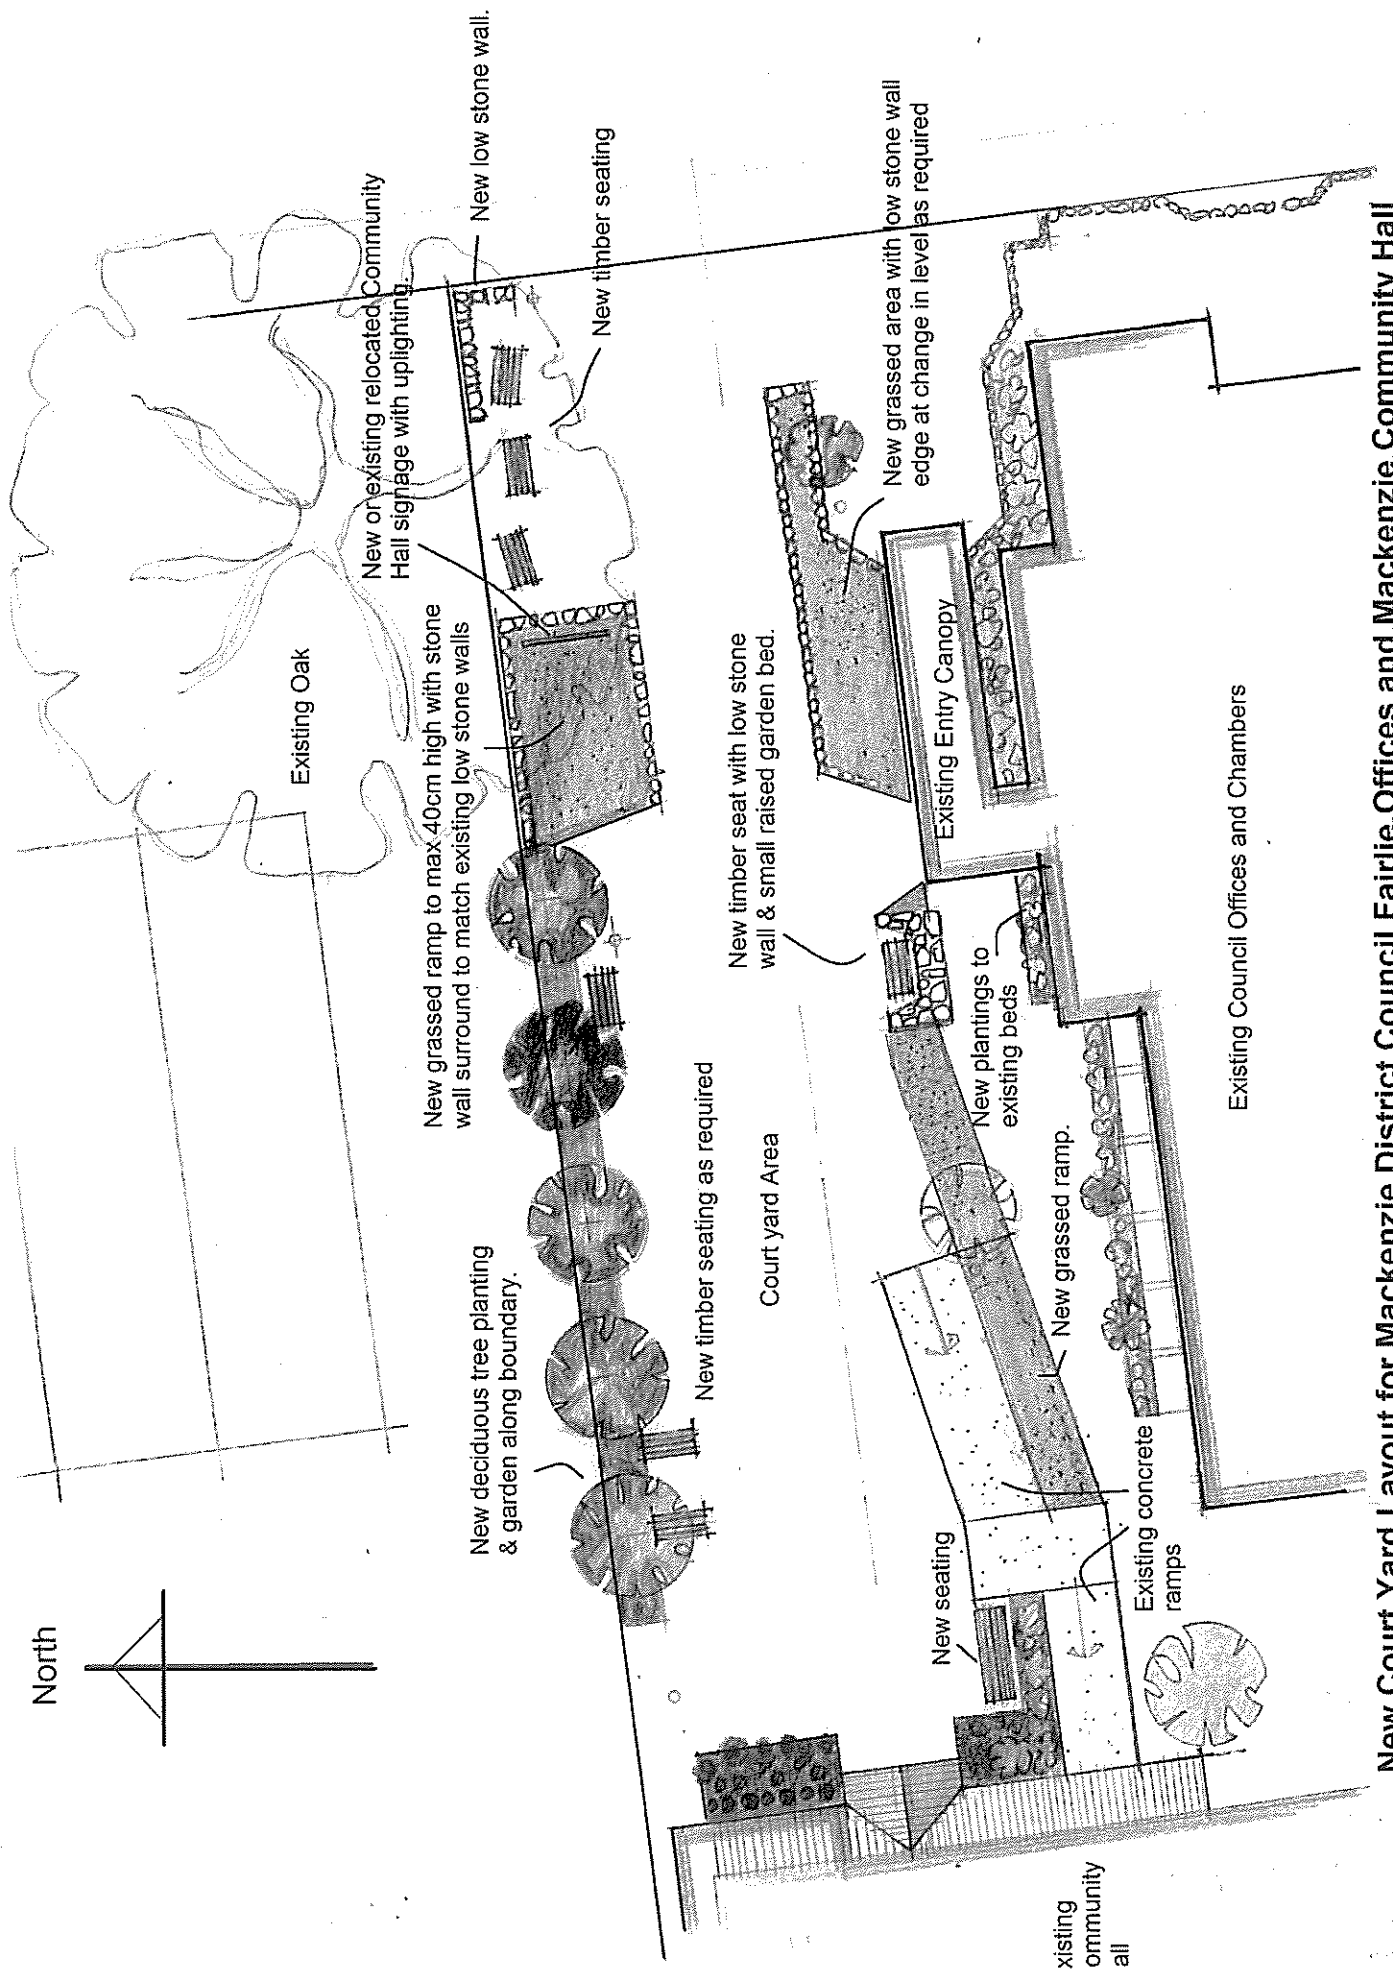 North
Existing Oak
New or existing relocated Community
Hall signage with uplighting.
New low stone wall.
New grassed ramp to max 40cm high with stone
wall surround to match existing low stone walls
New timber seating
New deciduous tree planting
& garden along boundary.
New timber seating as required
Court yard Area
New timber seat with low stone
wall & small raised garden bed.
New grassed area with low stone wall
edge at change in level as required
Existing Entry Canopy
New seating
New plantings to
existing beds
New grassed ramp.
Existing concrete
ramps
Existing Council Offices and Chambers
xisting
ommunity
all
New Court Yard Layout for Mackenzie District Council Fairlie Offices and Mackenzie Community Hall